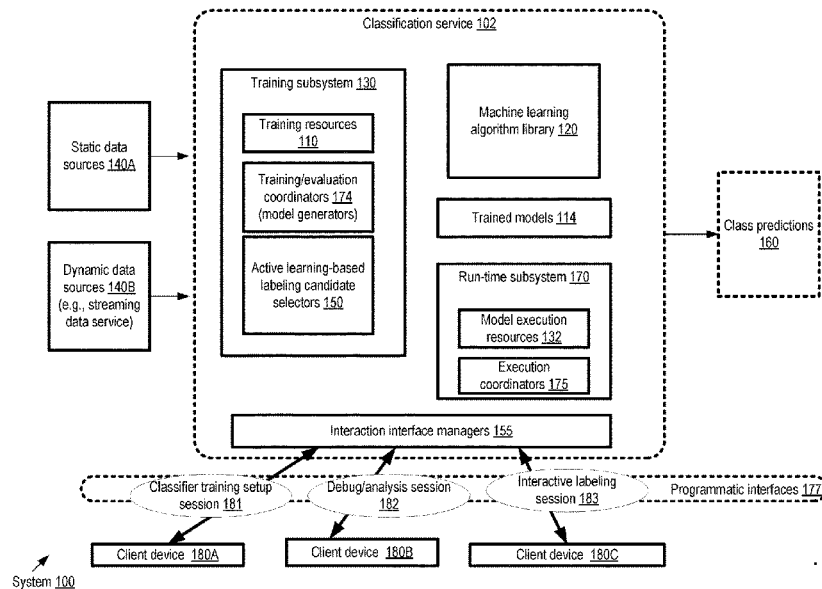 Classification service 102
Training subsystem 130
Training resources
110
Training/evaluation
coordinators 174
(model generators)
Active learning-based
labeling candidate
selectors 150
Machine learning
algorithm library 120
Trained models 114
Run-time subsystem 170
Model execution
resources 132
Execution
coordinators 175
Static data
sources 140A
Dynamic data
sources 140B
(e.g., streaming
data service)
Class predictions
160
Interaction interface managers 155
Classifier training setup
session 181
Debug/analysis session
182
Interactive labeling
session 183
Programmatic interfaces 177
Client device 180A
Client device 180B
Client device 180C
System 100